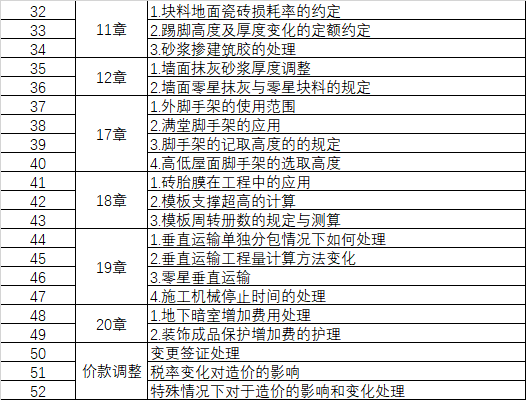 32 1.块料地面瓷砖损耗率的约定
33 11章 2.踢脚高度及厚度变化的定额约定
34 3.砂浆掺建筑胶的处理
35 12章 1.墙面抹灰砂浆厚度调整
36 2.墙面零星抹灰与零星块料的规定
37 17章 1.外脚手架的使用范围
38 2.满堂脚手架的应用
39 3.脚手架的记取高度的的规定
40 4.高低屋面脚手架的选取高度
41 1.砖胎膜在工程中的应用
42 18章 2.模板支撑超高的计算
43 3.模板周转册数的规定与测算
44 19章 1.垂直运输单独分包情况下如何处理
45 2.垂直运输工程量计算方法变化
46 3.零星垂直运输
47 4.施工机械停止时间的处理
48 20章 1.地下暗室增加费用处理
49 2.装饰成品保护增加费的护理
50 变更签证处理
51 价款调整 税率变化对造价的影响
52 特殊情况下对于造价的影响和变化处理